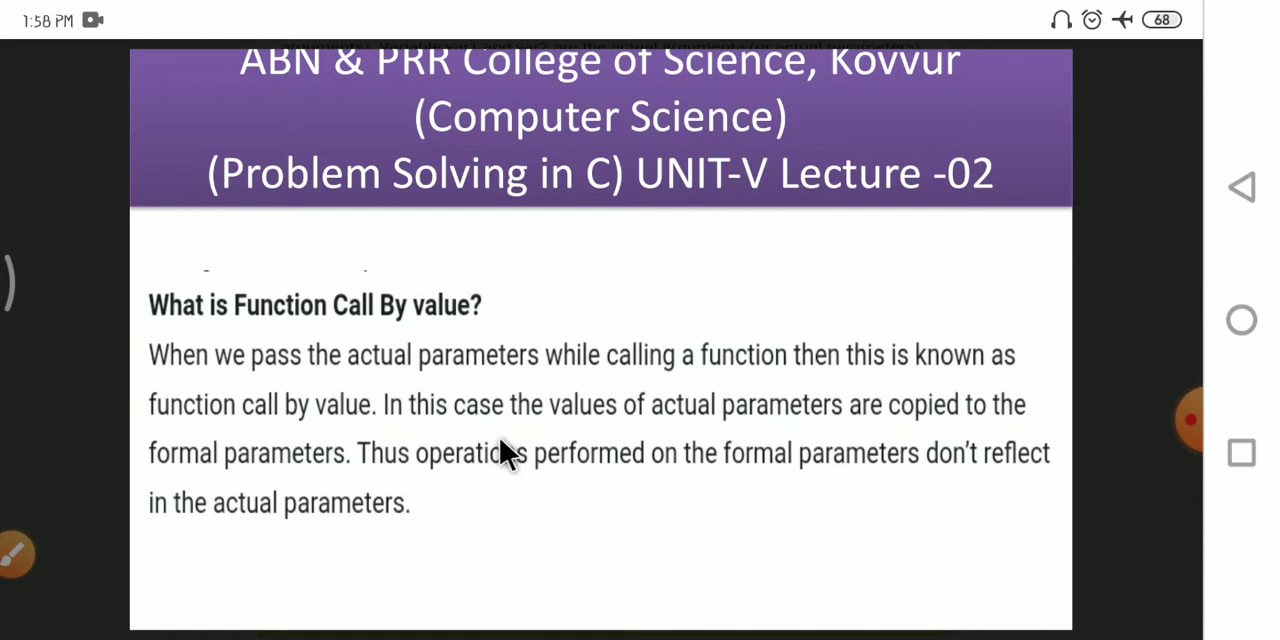 1:58 PM
68
ABN & PRR College of Science, Kovvur
(Computer Science)
(Problem Solving in C) UNIT-V Lecture -02
What is Function Call By value?
When we pass the actual parameters while calling a function then this is known as
function call by value. In this case the values of actual parameters are copied to the
formal parameters. Thus operations performed on the formal parameters don't reflect
in the actual parameters.